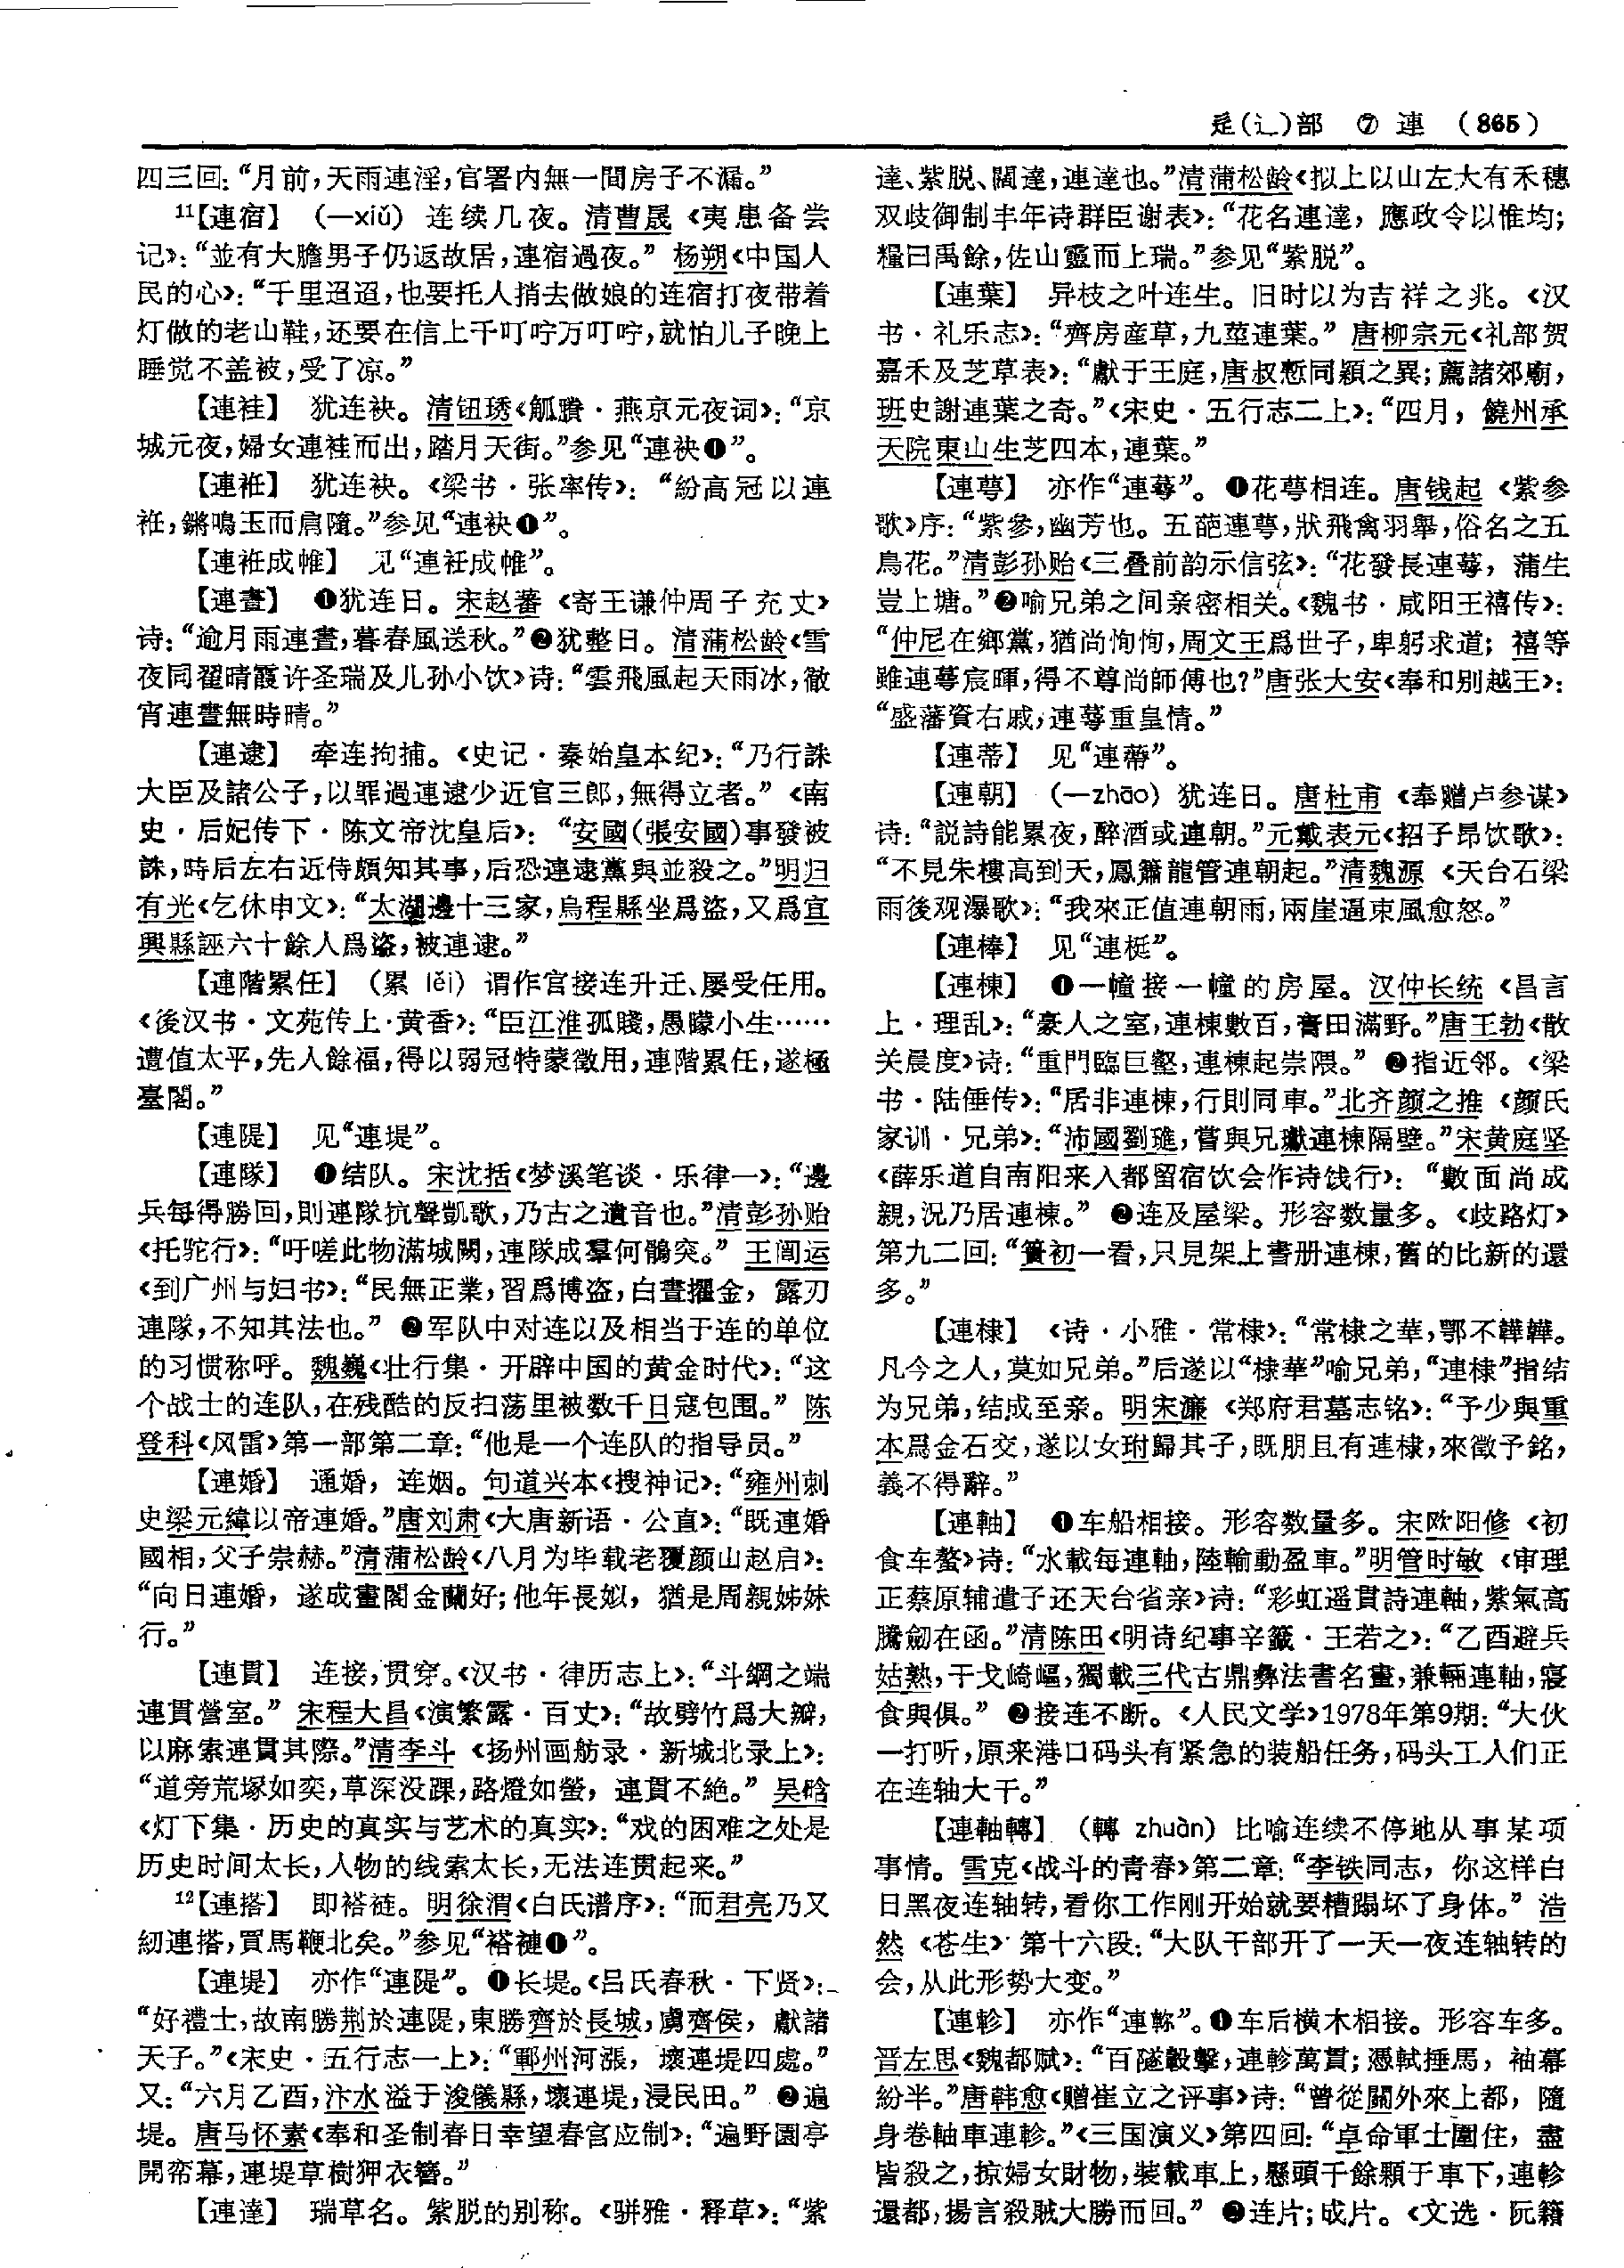 辵(辶)部　⑦　連　(865)
四三回：“月前，天雨連淫，官署内無一間房子不漏。”
11【連宿】　(—xiǔ)　连续几夜。清曹晟《夷患备尝
记》：“並有大膽男子仍返故居，連宿過夜。”杨朔《中国人
民的心》：“千里迢迢，也要托人捎去做娘的连宿打夜带着
灯做的老山鞋，还要在信上千叮咛万叮咛，就怕儿子晚上
睡觉不盖被，受了凉。”
【連袿】　犹连袂。清钮琇《觚賸·燕京元夜词》：“京
城元夜，婦女連袿而出，踏月天街。”参见“連袂❶”。
【連袵】　犹连袂。《梁书·张率传》：“紛高冠以連
袵，鏘鳴玉而肩隨。”参见“連袂❶”。
【連袵成帷】　见“連衽成帷”。
【連晝】　❶犹连日。宋赵蕃《寄王谦仲周子充丈》
诗：“逾月雨連晝，暮春風送秋。”❷犹整日。清蒲松龄《雪
夜同翟晴霞许圣瑞及儿孙小饮》诗：“雲飛風起天雨冰，徹
宵連晝無時晴。”
【連逮】　牵连拘捕。《史记·秦始皇本纪》：“乃行誅
大臣及諸公子，以罪過連逮少近官三郎，無得立者。”《南
史·后妃传下·陈文帝沈皇后》：“安國(張安國)事發被
誅，時后左右近侍頗知其事，后恐連逮黨與並殺之。”明归
有光《乞休申文》：“太湖邊十三家，烏程縣坐爲盜，又爲宜
興縣誣六十餘人爲盜，被連逮。”
【連階累任】　(累　lěi)　谓作官接连升迁、屡受任用。
《後汉书·文苑传上·黄香》：“臣江淮孤賤，愚矇小生……
遭值太平，先人餘福，得以弱冠特蒙徵用，連階累任，遂極
臺閣。”
【連隄】　见“連堤”。
【連隊】　❶结队。宋沈括《梦溪笔谈·乐律一》：“邊
兵每得勝回，則連隊抗聲凱歌，乃古之遺音也。”清彭孙贻
《托驼行》：“吁嗟此物滿城闕，連隊成羣何鶻突。”王闿运
《到广州与妇书》：“民無正業，習爲博盜，白晝攫金，露刃
連隊，不知其法也。”❷军队中对连以及相当于连的单位
的习惯称呼。魏巍《壮行集·开辟中国的黄金时代》：“这
个战士的连队，在残酷的反扫荡里被数千日寇包围。”陈
登科《风雷》第一部第二章：“他是一个连队的指导员。”
【連婚】　通婚，连姻。句道兴本《搜神记》：“雍州刺
史梁元緯以帝連婚。”唐刘肃《大唐新语·公直》：“既連婚
國相，父子崇赫。”清蒲松龄《八月为毕载老覆颜山赵启》：
“向日連婚，遂成畫閣金蘭好；他年長姒，猶是周親姊妹
行。”
【連貫】　连接，贯穿。《汉书·律历志上》：“斗綱之端
連貫營室。”宋程大昌《演繁露·百丈》：“故劈竹爲大瓣，
以麻索連貫其際。”清李斗《扬州画舫录·新城北录上》：
“道旁荒塚如奕，草深没踝，路燈如螢，連貫不絶。”吴晗
《灯下集·历史的真实与艺术的真实》：“戏的困难之处是
历史时间太长，人物的线索太长，无法连贯起来。”
12【連搭】　即褡裢。明徐渭《白氏谱序》：“而君亮乃又
紉連搭，買馬鞭北矣。”参见“褡褳❶”。
【連堤】　亦作“連隄”。❶长堤。《吕氏春秋·下贤》：
“好禮士，故南勝荆於連隄，東勝齊於長城，虜齊侯，獻諸
天子。”《宋史·五行志一上》：“鄆州河漲，壞連堤四處。”
又：“六月乙酉，汴水溢于浚儀縣，壞連堤，浸民田。”❷遍
堤。唐马怀素《奉和圣制春日幸望春宫应制》：“遍野園亭
開帟幕，連堤草樹狎衣簪。”
【連達】　瑞草名。紫脱的别称。《骈雅·释草》：“紫
達、紫脱、闊達，連達也。”清蒲松龄《拟上以山左大有禾穗
双歧御制丰年诗群臣谢表》：“花名連達，應政令以惟均；
糧曰禹餘，佐山靈而上瑞。”参见“紫脱”。
【連葉】　异枝之叶连生。旧时以为吉祥之兆。《汉
书·礼乐志》：“齊房産草，九莖連葉。”唐柳宗元《礼部贺
嘉禾及芝草表》：“獻于王庭，唐叔慙同穎之異；薦諸郊廟，
班史謝連葉之奇。”《宋史·五行志二上》：“四月，饒州承
天院東山生芝四本，連葉。”
【連萼】　亦作“連蕚”。❶花萼相连。唐钱起《紫参
歌》序：“紫參，幽芳也。五葩連萼，狀飛禽羽舉，俗名之五
鳥花。”清彭孙贻《三叠前韵示信弦》：“花發長連蕚，蒲生
豈上塘。”❷喻兄弟之间亲密相关。《魏书·咸阳王禧传》：
“仲尼在鄉黨，猶尚恂恂，周文王爲世子，卑躬求道；禧等
雖連蕚宸暉，得不尊尚師傅也？”唐张大安《奉和别越王》：
“盛藩資右戚，連蕚重皇情。”
【連蒂】　见“連蔕”。
【連朝】　(—zhāo)　犹连日。唐杜甫《奉赠卢参谋》
诗：“説詩能累夜，醉酒或連朝。”元戴表元《招子昂饮歌》：
“不見朱樓高到天，鳳簫龍管連朝起。”清魏源《天台石梁
雨後观瀑歌》：“我來正值連朝雨，兩崖逼束風愈怒。”
【連棒】　见“連梃”。
【連棟】　❶一幢接一幢的房屋。汉仲长统《昌言
上·理乱》：“豪人之室，連棟數百，膏田滿野。”唐王勃《散
关晨度》诗：“重門臨巨壑，連棟起崇隈。”❷指近邻。《梁
书·陆倕传》：“居非連棟，行則同車。”北齐颜之推《颜氏
家训·兄弟》：“沛國劉璡，嘗與兄瓛連棟隔壁。”宋黄庭坚
《薛乐道自南阳来入都留宿饮会作诗饯行》：“數面尚成
親，況乃居連棟。”❷连及屋梁。形容数量多。《歧路灯》
第九二回：“簣初一看，只見架上書册連棟，舊的比新的還
多。”
【連棣】　《诗·小雅·常棣》：“常棣之華，鄂不韡韡。
凡今之人，莫如兄弟。”后遂以“棣華”喻兄弟，“連棣”指结
为兄弟，结成至亲。明宋濂《郑府君墓志铭》：“予少與重
本爲金石交，遂以女玬歸其子，既朋且有連棣，來徵予銘，
義不得辭。”
【連軸】　❶车船相接。形容数量多。宋欧阳修《初
食车螯》诗：“水載每連軸，陸輸動盈車。”明管时敏《审理
正蔡原辅遣子还天台省亲》诗：“彩虹遥貫詩連軸，紫氣高
騰劒在函。”清陈田《明诗纪事辛籤·王若之》：“乙酉避兵
姑熟，干戈崎嶇，獨載三代古鼎彝法書名畫，兼輛連軸，寢
食與俱。”❷接连不断。《人民文学》1978年第9期：“大伙
一打听，原来港口码头有紧急的装船任务，码头工人们正
在连轴大干。”
【連軸轉】　(轉　zhuàn)　比喻连续不停地从事某项
事情。雪克《战斗的青春》第二章：“李铁同志，你这样白
日黑夜连轴转，看你工作刚开始就要糟蹋坏了身体。”浩
然《苍生》第十六段：“大队干部开了一天一夜连轴转的
会，从此形势大变。”
【連軫】　亦作“連軫”。❶车后横木相接。形容车多。
晋左思《魏都赋》：“百隧轂擊，連軫萬貫；憑軾捶馬，袖幕
紛半。”唐韩愈《赠崔立之评事》诗：“曾從關外來上都，隨
身卷軸車連軫。”《三国演义》第四回：“卓命軍士圍住，盡
皆殺之，掠婦女財物，裝載車上，懸頭千餘顆于車下，連軫
還都，揚言殺賊大勝而回。”❷连片；成片。《文选·阮籍